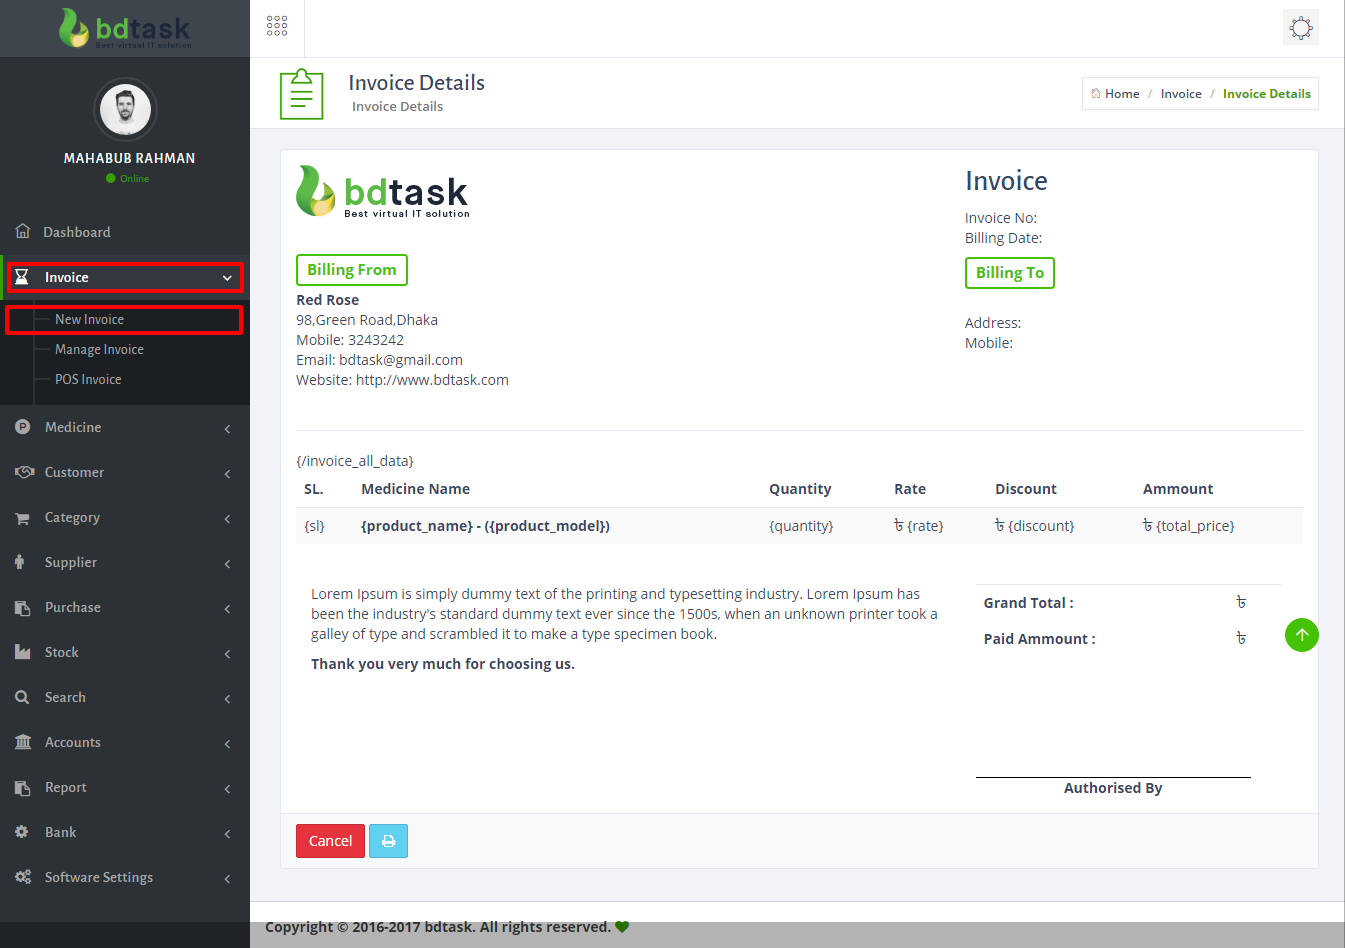 bdtask
Best virtual IT solution
MAHABUB RAHMAN
Online
Dashboard
Invoice
New Invoice
Manage Invoice
POS Invoice
Medicine
Customer
Category
Supplier
Purchase
Stock
Search
Accounts
Report
Bank
Software Settings
Invoice Details
Invoice Details
Home / Invoice / Invoice Details
bdtask
Best virtual IT solution
Billing From
Red Rose
98,Green Road,Dhaka
Mobile: 3243242
Email: bdtask@gmail.com
Website: http://www.bdtask.com
Invoice
Invoice No:
Billing Date:
Billing To
Address:
Mobile:
{/invoice_all_data}
SL. Medicine Name Quantity Rate Discount Ammount
{sl} {product_name} - ({product_model}) {quantity} ৳ {rate} ৳ {discount} ৳ {total_price}
Lorem Ipsum is simply dummy text of the printing and typesetting industry. Lorem Ipsum has
been the industry's standard dummy text ever since the 1500s, when an unknown printer took a
galley of type and scrambled it to make a type specimen book.
Thank you very much for choosing us.
Grand Total : ৳
Paid Ammount : ৳
Authorised By
Cancel
Copyright © 2016-2017 bdtask. All rights reserved.